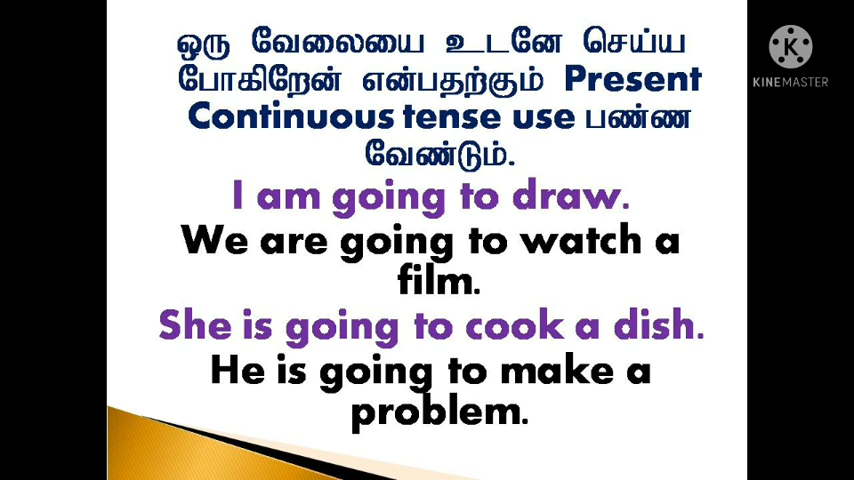 ஒரு வேலையை உடனே செய்ய
போகிறேன் என்பதற்கும் Present
Continuous tense use பண்ண
வேண்டும்.
I am going to draw.
We are going to watch a
film.
She is going to cook a dish.
He is going to make a
problem.
K
KINEMASTER